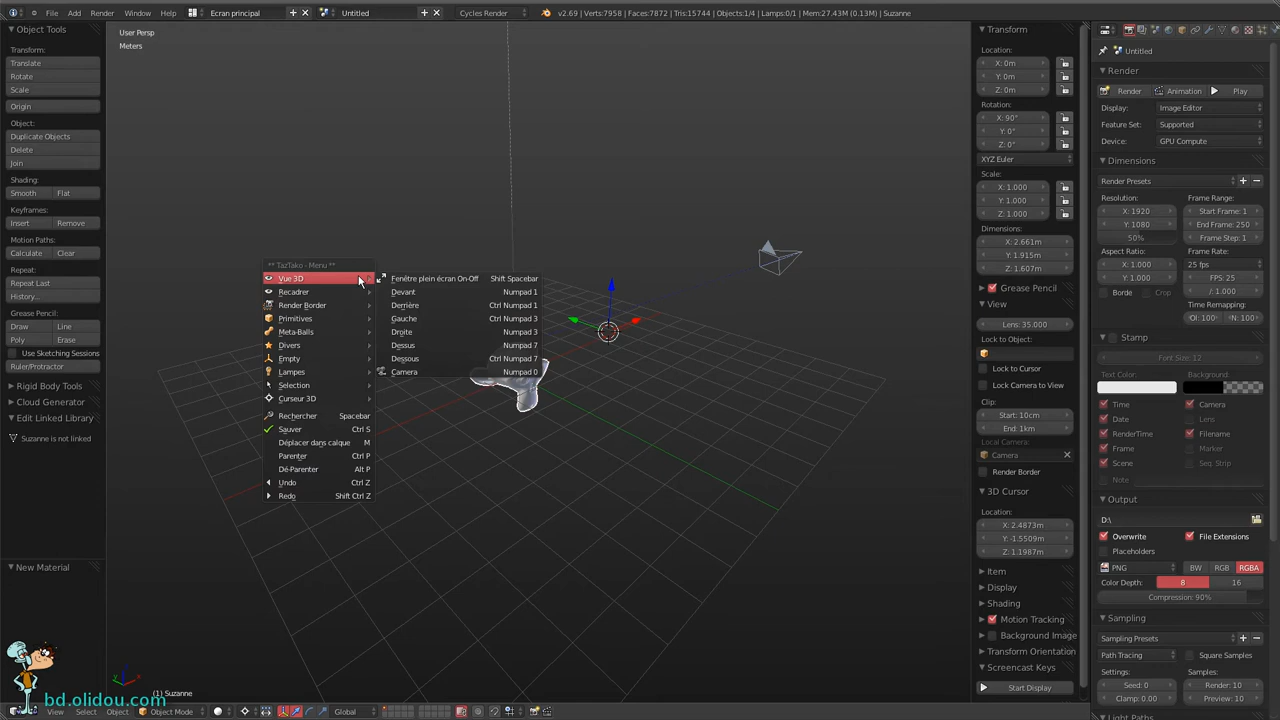 File Add Render Window Help Ecran principal Untitled Cycles Render v2.69 | Verts:7958 | Faces:7872 | Tris:15744 | Objects:1/4 | Lamps:0/1 | Mem:27.43M (0.13M) | Suzanne
Object Tools
Transform:
Translate
Rotate
Scale
Origin
Object:
Duplicate Objects
Delete
Join
Shading:
Smooth Flat
Keyframes:
Insert Remove
Motion Paths:
Calculate Clear
Repeat:
Repeat Last
History...
Grease Pencil:
Draw Line
Poly Erase
Use Sketching Sessions
Ruler/Protractor
Rigid Body Tools
Cloud Generator
Edit Linked Library
Suzanne is not linked
New Material
User Persp
Meters
** TazTako - Menu **
Vue 3D
Recadrer
Render Border
Primitives
Meta-Balls
Divers
Empty
Lampes
Selection
Curseur 3D
Rechercher Spacebar
Sauver Ctrl S
Déplacer dans calque M
Parenter Ctrl P
Dé-Parenter Alt P
Undo Ctrl Z
Redo Shift Ctrl Z
Fenêtre plein écran On-Off Shift Spacebar
Devant Numpad 1
Derrière Ctrl Numpad 1
Gauche Ctrl Numpad 3
Droite Numpad 3
Dessus Numpad 7
Dessous Ctrl Numpad 7
Camera Numpad 0
Transform
Location:
X: 0m
Y: 0m
Z: 0m
Rotation:
X: 90°
Y: 0°
Z: 0°
XYZ Euler
Scale:
X: 1.000
Y: 1.000
Z: 1.000
Dimensions:
X: 2.661m
Y: 1.915m
Z: 1.607m
Grease Pencil
View
Lens: 35.000
Lock to Object:
Lock to Cursor
Lock Camera to View
Clip:
Start: 10cm
End: 1km
Local Camera:
Camera
Render Border
3D Cursor
Location:
X: 2.4873m
Y: -1.5509m
Z: 1.1987m
Item
Display
Shading
Motion Tracking
Background Image
Transform Orientation
Screencast Keys
Start Display
Untitled
Render
Render Animation Play
Display: Image Editor
Feature Set: Supported
Device: GPU Compute
Dimensions
Render Presets
Resolution: Frame Range:
X: 1920 Start Frame: 1
Y: 1080 End Frame: 250
50% Frame Step: 1
Aspect Ratio: Frame Rate:
X: 1.000 25 fps
Y: 1.000 FPS: 25
/: 1.000
Borde Crop Time Remapping:
Ol: 100 N: 100
Stamp
Font Size: 12
Text Color: Background:
Time Camera
Date Lens
RenderTime Filename
Frame Marker
Scene Seq. Strip
Note
Output
D:\
Overwrite File Extensions
Placeholders
PNG BW RGB RGBA
Color Depth: 8 16
Compression: 90%
Sampling
Sampling Presets
Path Tracing Square Samples
Settings: Samples:
Seed: 0 Render: 10
Clamp: 0.00 Preview: 10
Light Paths
bd.olidou.com
(1) Suzanne
View Select Object Object Mode Global